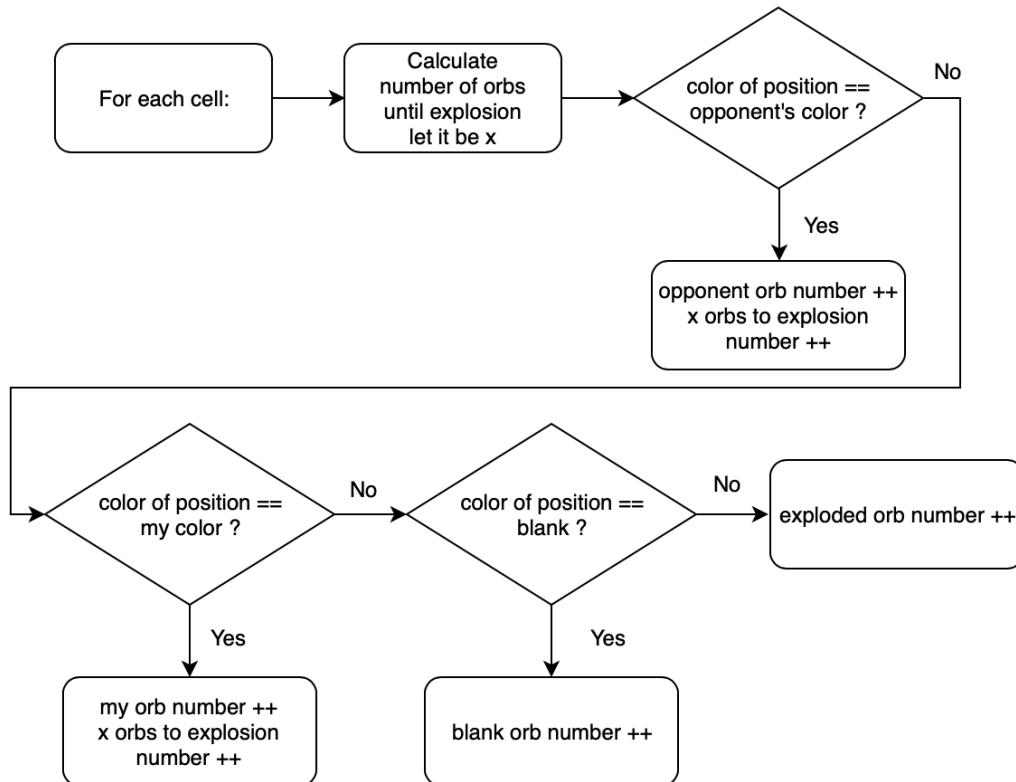 For each cell:
Calculate
number of orbs
until explosion
let it be x
color of position ==
opponent's color ?
No
Yes
opponent orb number ++
x orbs to explosion
number ++
color of position ==
my color ?
No
color of position ==
blank ?
No
exploded orb number ++
Yes
my orb number ++
x orbs to explosion
number ++
Yes
blank orb number ++